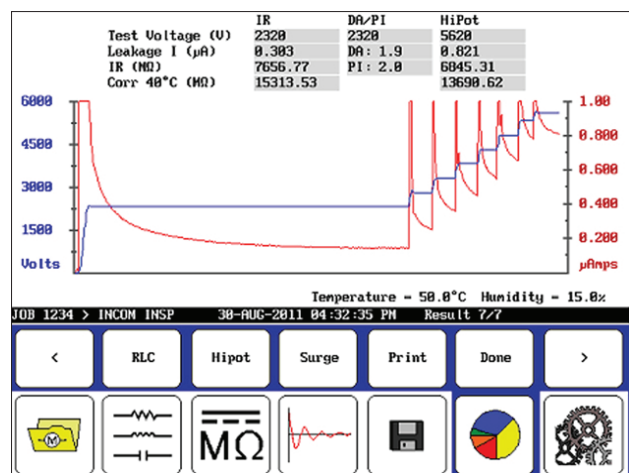 IR DA/PI HiPot
Test Voltage (V) 2320 2320 5620
Leakage I (µA) 0.303 DA: 1.9 0.821
IR (MΩ) 7656.77 PI: 2.0 6845.31
Corr 40°C (MΩ) 15313.53 13690.62
6000 1.00
4500 0.800
0.600
3000 0.400
1500 0.200
Volts µAmps
Temperature = 50.0°C Humidity = 15.0%
JOB 1234 > INCOM INSP 30-AUG-2011 04:32:35 PM Result 7/7
< RLC Hipot Surge Print Done >
M MΩ